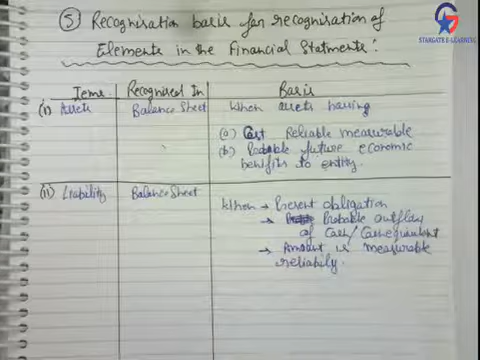 ⑤ Recognisation basis for recognisation of
Elements in the Financial Statments :
Items Recognised In Basis
(i) Assets Balance Sheet When assets having
(a) Cost Reliable measurable
(b) Probable future economic
benefits to entity.
(ii) Liability Balance Sheet When → Present obligation
→ Probable outflow
of Cash/ Cash equivalent
→ Amount is measurable
reliabily.
STARGATE E-LEARNING